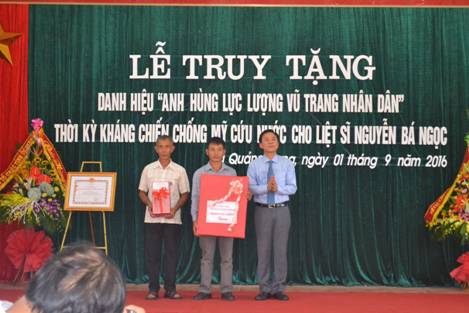 LỄ TRUY TẶNG
DANH HIỆU "ANH HÙNG LỰC LƯỢNG VŨ TRANG NHÂN DÂN"
THỜI KỲ KHÁNG CHIẾN CHỐNG MỸ CỨU NƯỚC CHO LIỆT SĨ NGUYỄN BÁ NGỌC
ngày 01 tháng 9 năm 2016